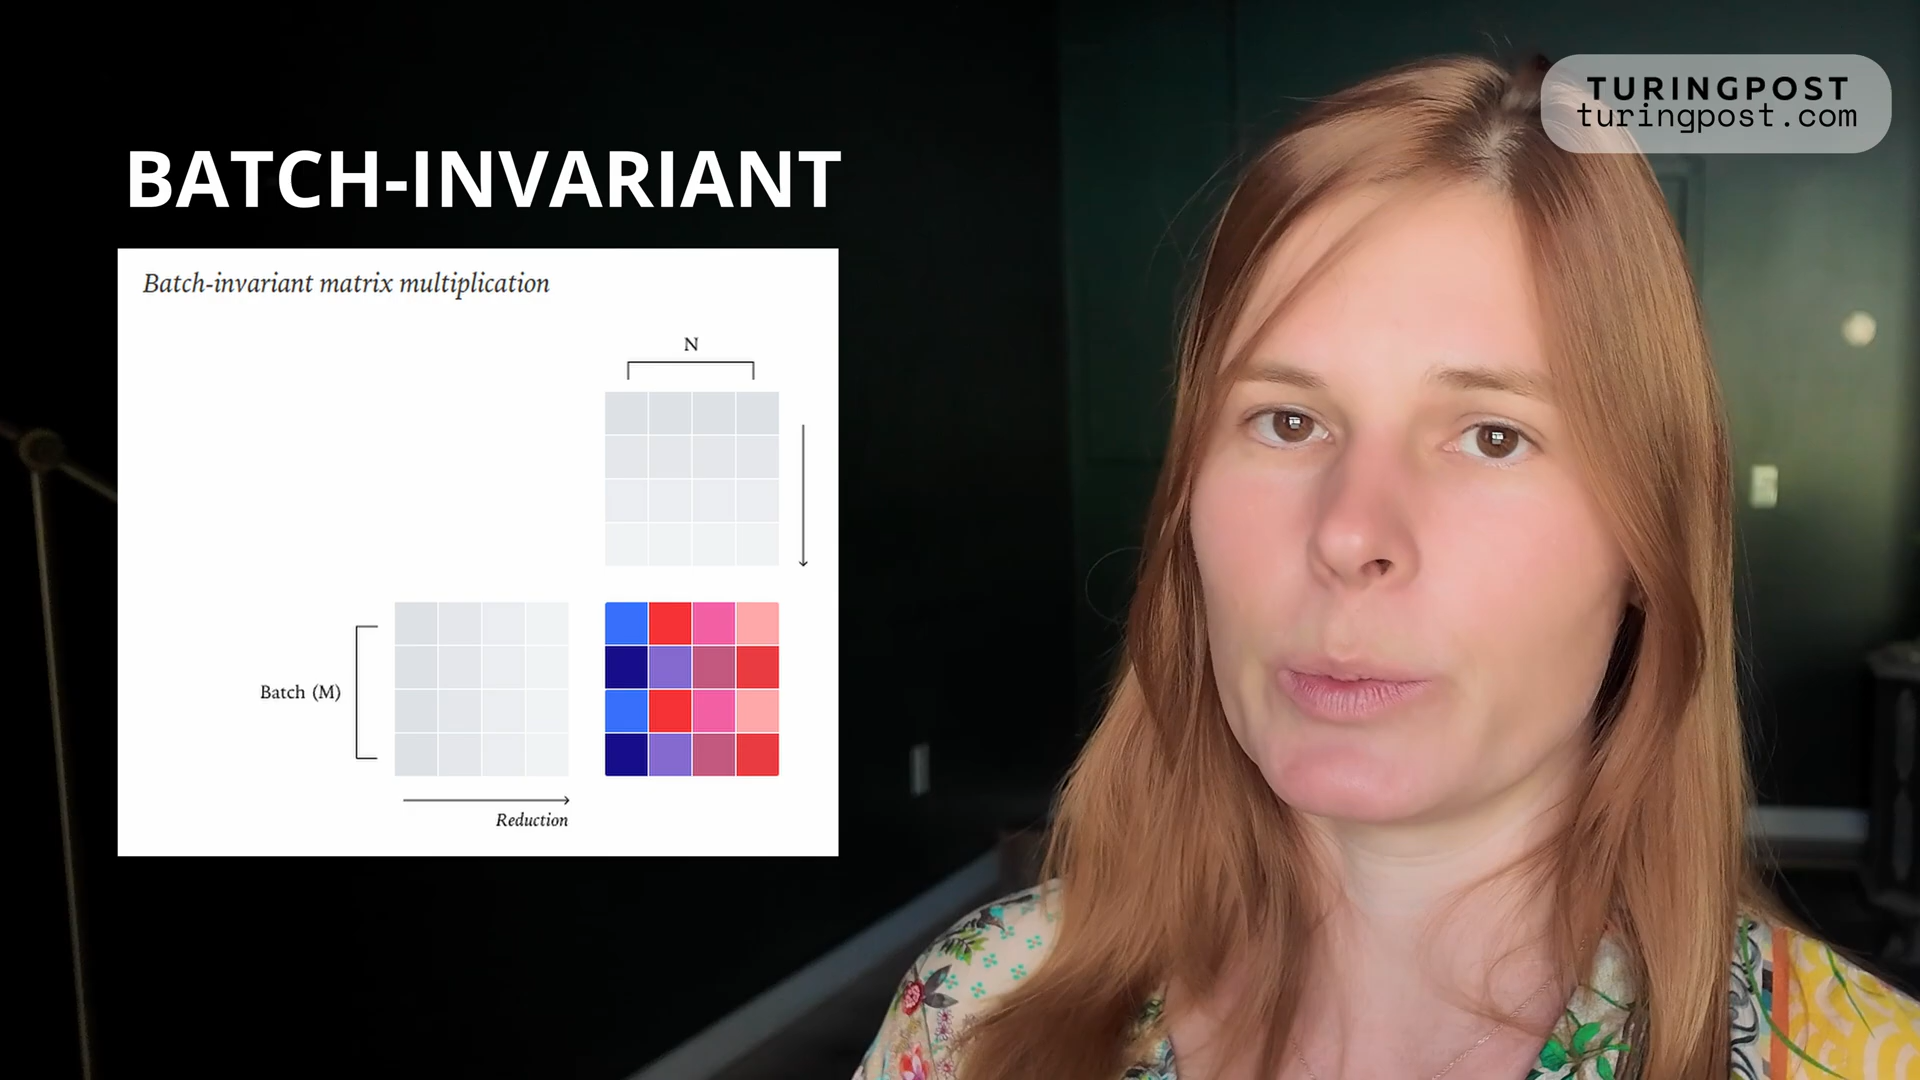 TURINGPOST
turingpost.com
BATCH-INVARIANT
Batch-invariant matrix multiplication
N
Batch (M)
Reduction